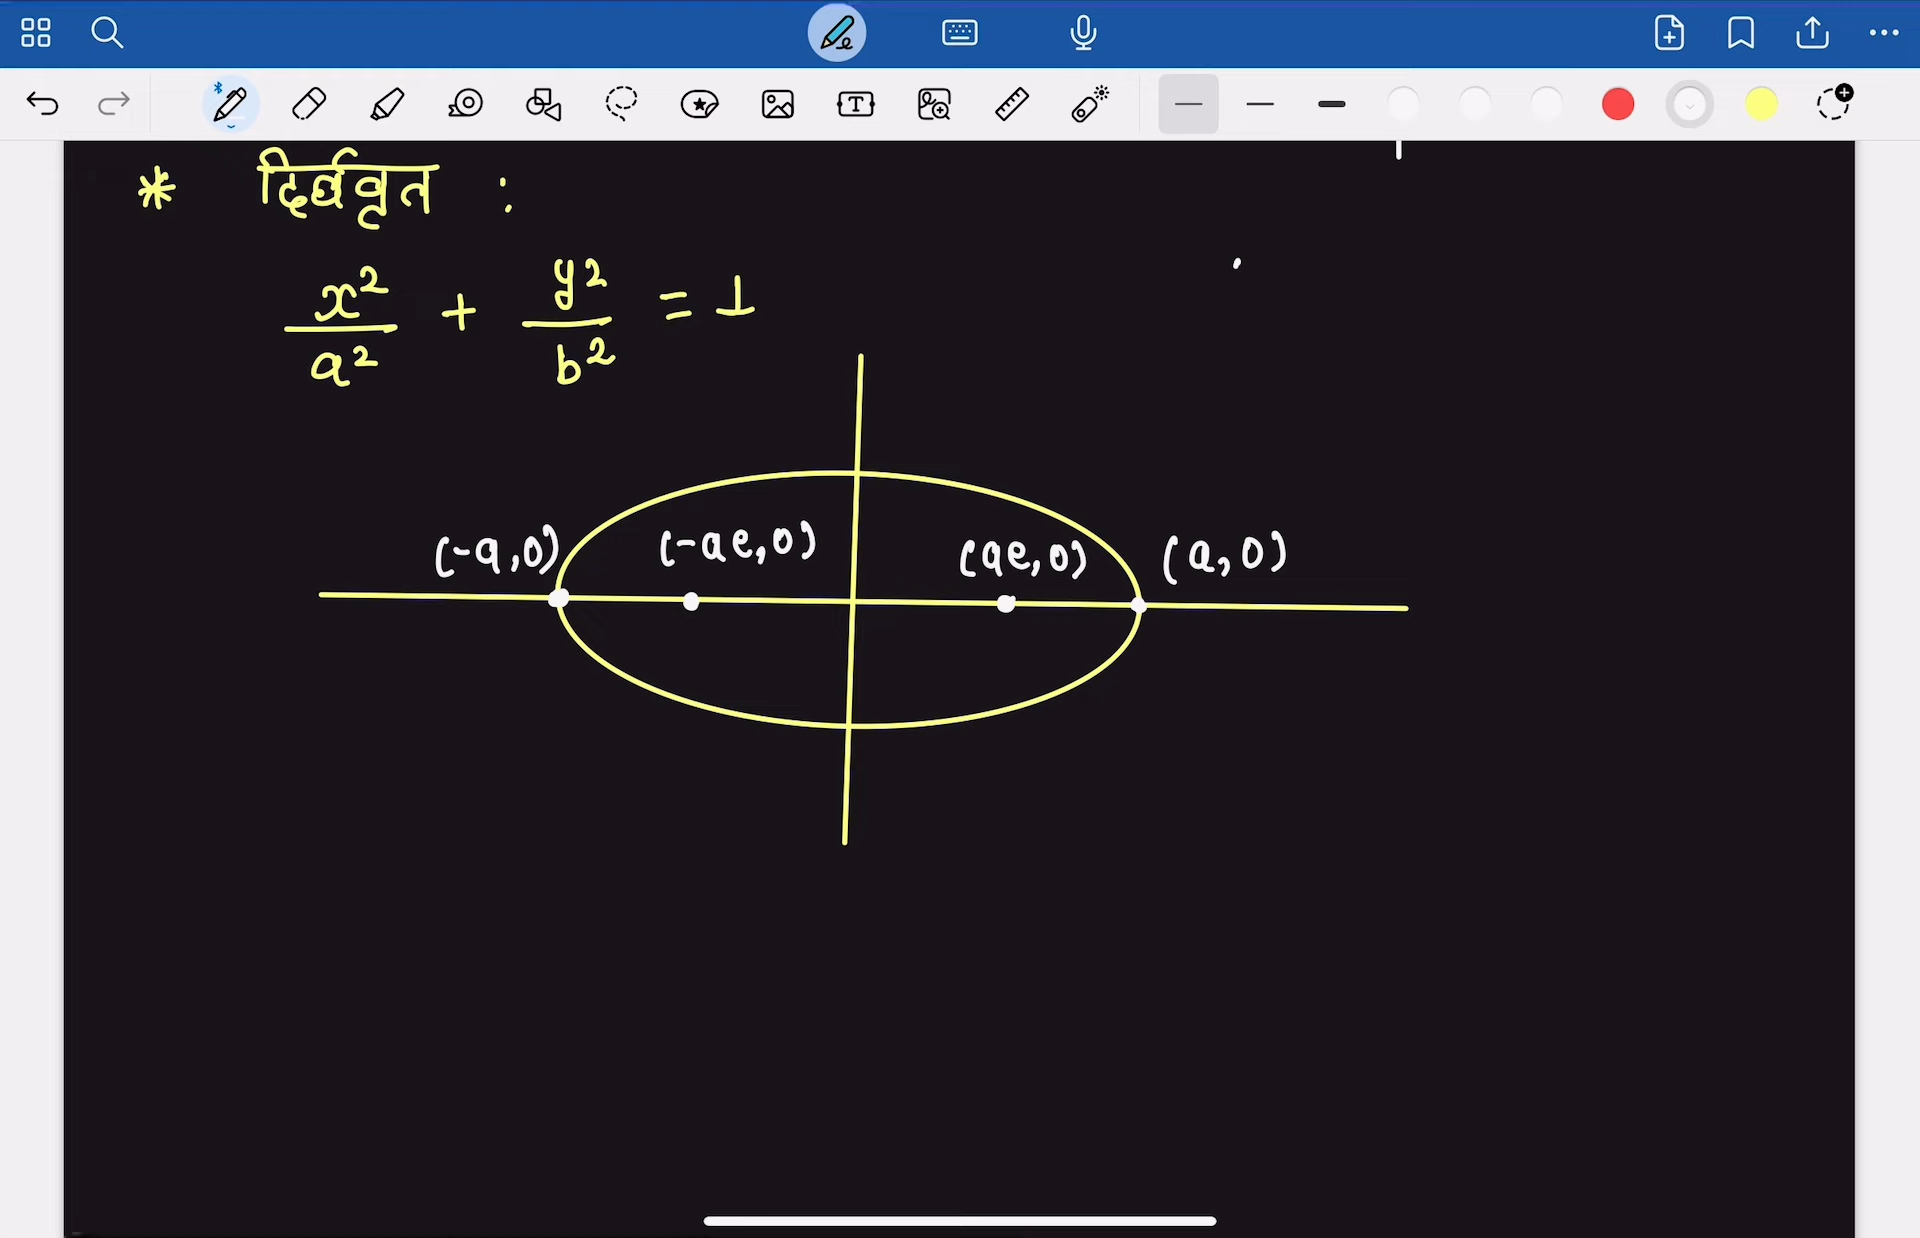 * दिर्घवृत :
x²/a² + y²/b² = 1
(-a,0) (-ae,0) (ae,0) (a,0)